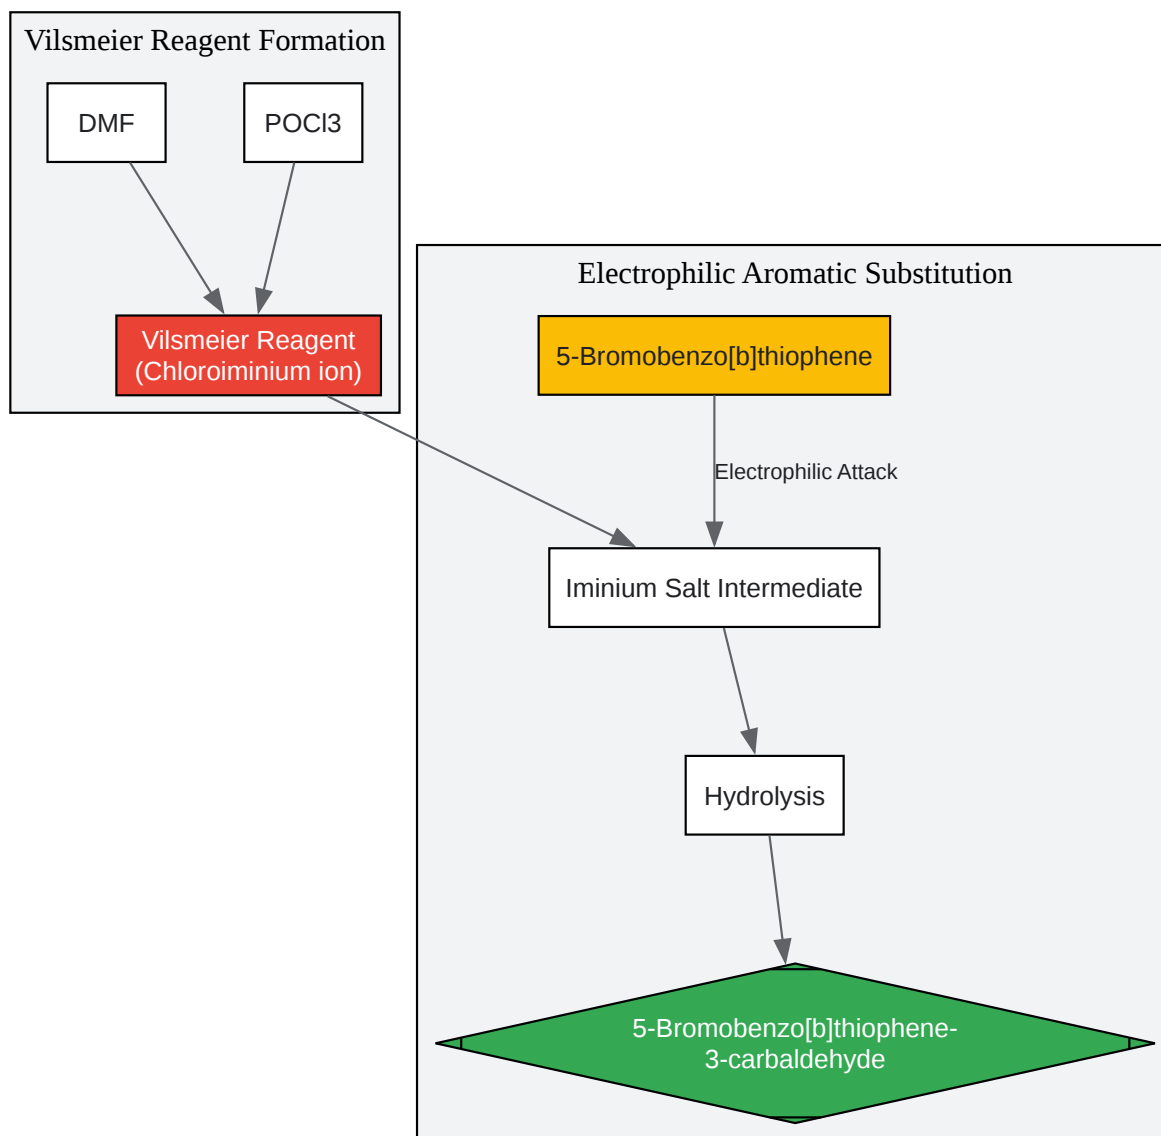 Vilsmeier Reagent Formation
DMF
POCl3
Vilsmeier Reagent
(Chloroiminium ion)
Electrophilic Aromatic Substitution
5-Bromobenzo[b]thiophene
Electrophilic Attack
Iminium Salt Intermediate
Hydrolysis
5-Bromobenzo[b]thiophene-
3-carbaldehyde